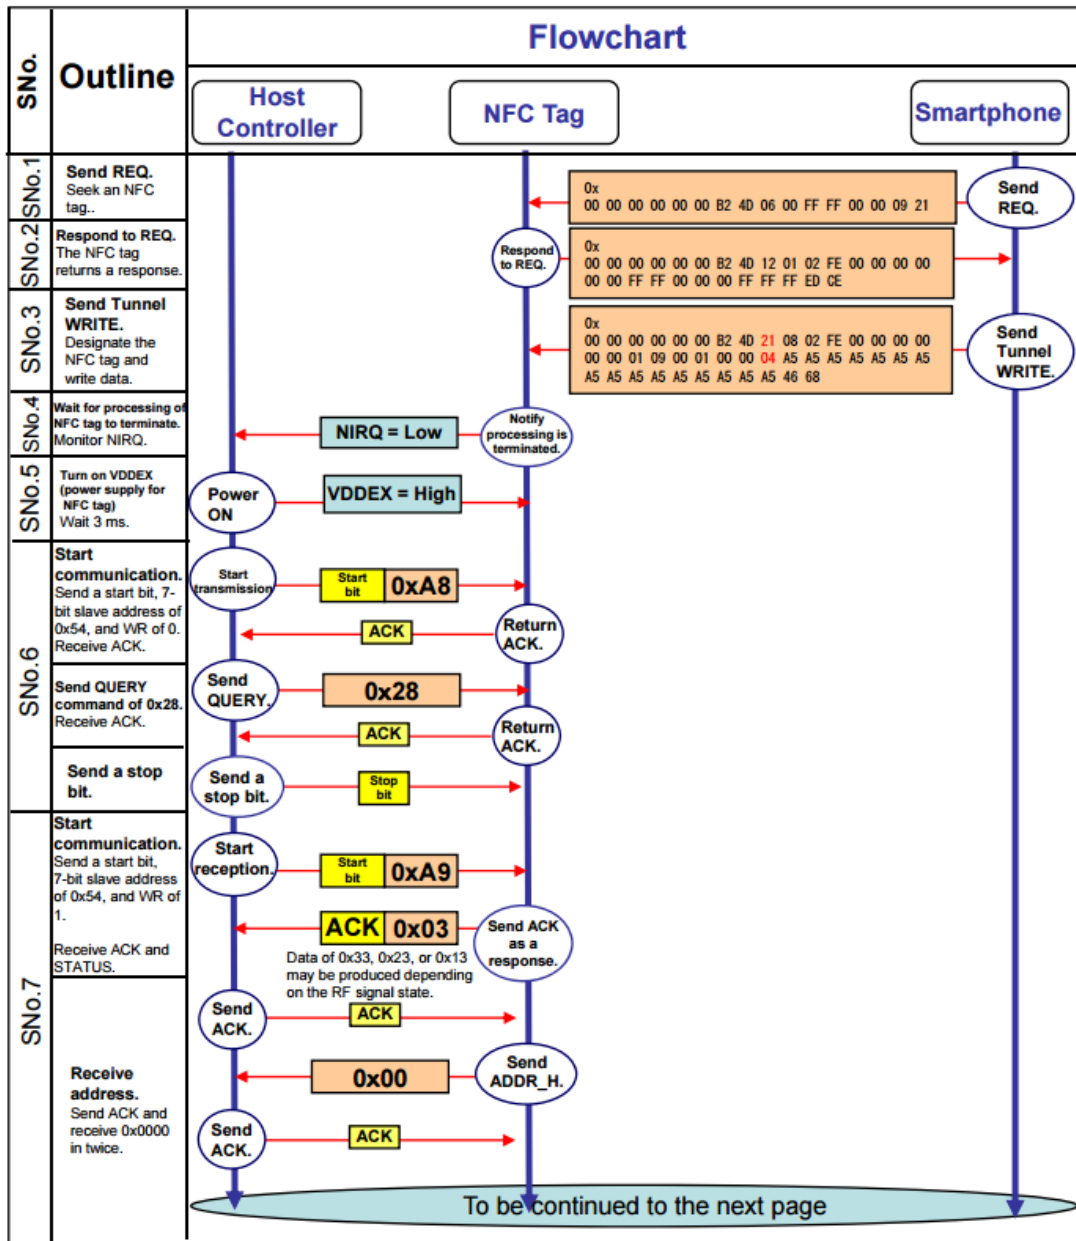 Flowchart
SNo.
Outline
Host
Controller
NFC Tag
Smartphone
SNo.1
Send REQ.
Seek an NFC
tag..
0x
00 00 00 00 00 00 B2 4D 06 00 FF FF 00 00 09 21
Send
REQ.
SNo.2
Respond to REQ.
The NFC tag
returns a response.
Respond
to REQ.
0x
00 00 00 00 00 00 B2 4D 12 01 02 FE 00 00 00 00
00 00 FF FF 00 00 00 FF FF FF ED CE
SNo.3
Send Tunnel
WRITE.
Designate the
NFC tag and
write data.
0x
00 00 00 00 00 00 B2 4D 21 08 02 FE 00 00 00 00
00 00 01 09 00 01 00 00 04 A5 A5 A5 A5 A5 A5 A5
A5 A5 A5 A5 A5 A5 A5 A5 A5 46 68
Send
Tunnel
WRITE.
SNo.4
Wait for processing of
NFC tag to terminate.
Monitor NIRQ.
NIRQ = Low
Notify
processing is
terminated.
SNo.5
Turn on VDDEX
(power supply for
NFC tag)
Wait 3 ms.
Power
ON
VDDEX = High
SNo.6
Start
communication.
Send a start bit, 7-
bit slave address of
0x54, and WR of 0.
Receive ACK.
Start
transmission
Start
bit
0xA8
ACK
Return
ACK.
Send QUERY
command of 0x28.
Receive ACK.
Send
QUERY.
0x28
ACK
Return
ACK.
Send a stop
bit.
Send a
stop bit.
Stop
bit
SNo.7
Start
communication.
Send a start bit,
7-bit slave address
of 0x54, and WR of
1.
Receive ACK and
STATUS.
Start
reception.
Start
bit
0xA9
ACK
0x03
Send ACK
as a
response.
Data of 0x33, 0x23, or 0x13
may be produced depending
on the RF signal state.
Send
ACK.
ACK
Receive
address.
Send ACK and
receive 0x0000
in twice.
0x00
Send
ADDR_H.
Send
ACK.
ACK
To be continued to the next page